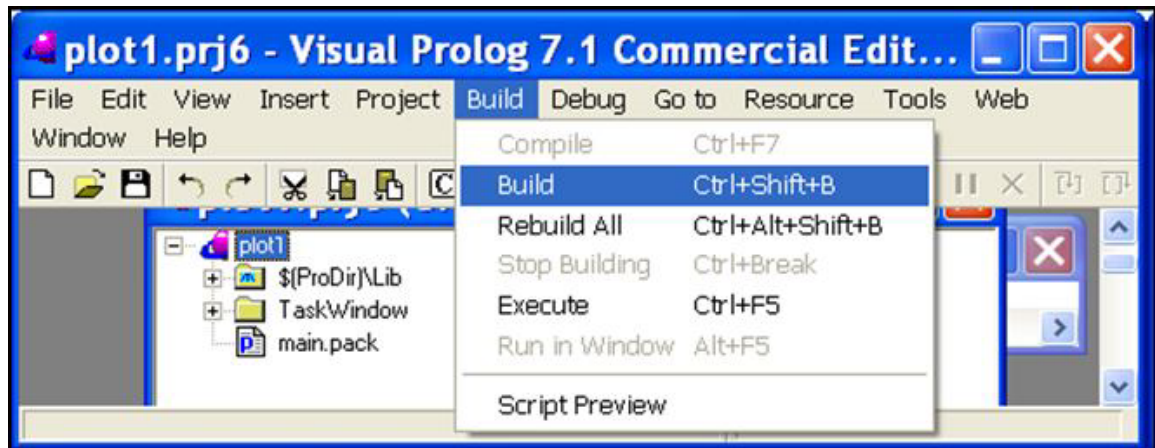 plot1.prj6 - Visual Prolog 7.1 Commercial Edit...
File Edit View Insert Project Build Debug Go to Resource Tools Web
Window Help
Compile Ctrl+F7
Build Ctrl+Shift+B
Rebuild All Ctrl+Alt+Shift+B
Stop Building Ctrl+Break
Execute Ctrl+F5
Run in Window Alt+F5
Script Preview
plot1
$(ProDir)\Lib
TaskWindow
main.pack